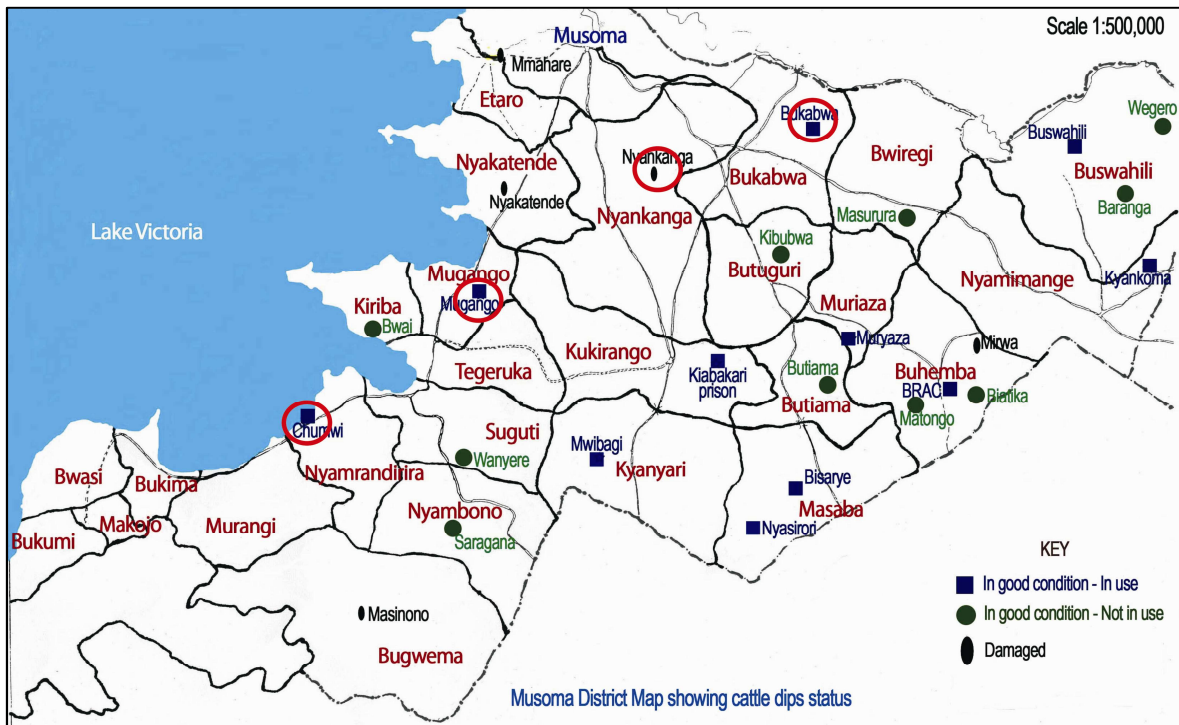 Scale 1:500,000
Musoma
Mmahare
Etaro
Bukabwa
Wegero
Buswahili
Bwiregi
Nyankanga
Nyakatende
Bukabwa
Buswahili
Nyakatende
Baranga
Nyankanga
Masurura
Lake Victoria
Kibubwa
Mugango
Butuguri
Nyamimange
Kyankoma
Mugango
Kiriba
Bwai
Muriaza
Muryaza
Mirwa
Kukirango
Tegeruka
Kiabakari
prison
Butiama
Buhemba
BRAC
Biatika
Butiama
Matongo
Chumwi
Suguti
Mwibagi
Wanyere
Nyamrandirira
Kyanyari
Bwasi
Bukima
Bisarye
Nyambono
Masaba
Makojo
Murangi
Nyasirori
Bukumi
Saragana
KEY
In good condition - In use
In good condition - Not in use
Masinono
Damaged
Bugwema
Musoma District Map showing cattle dips status